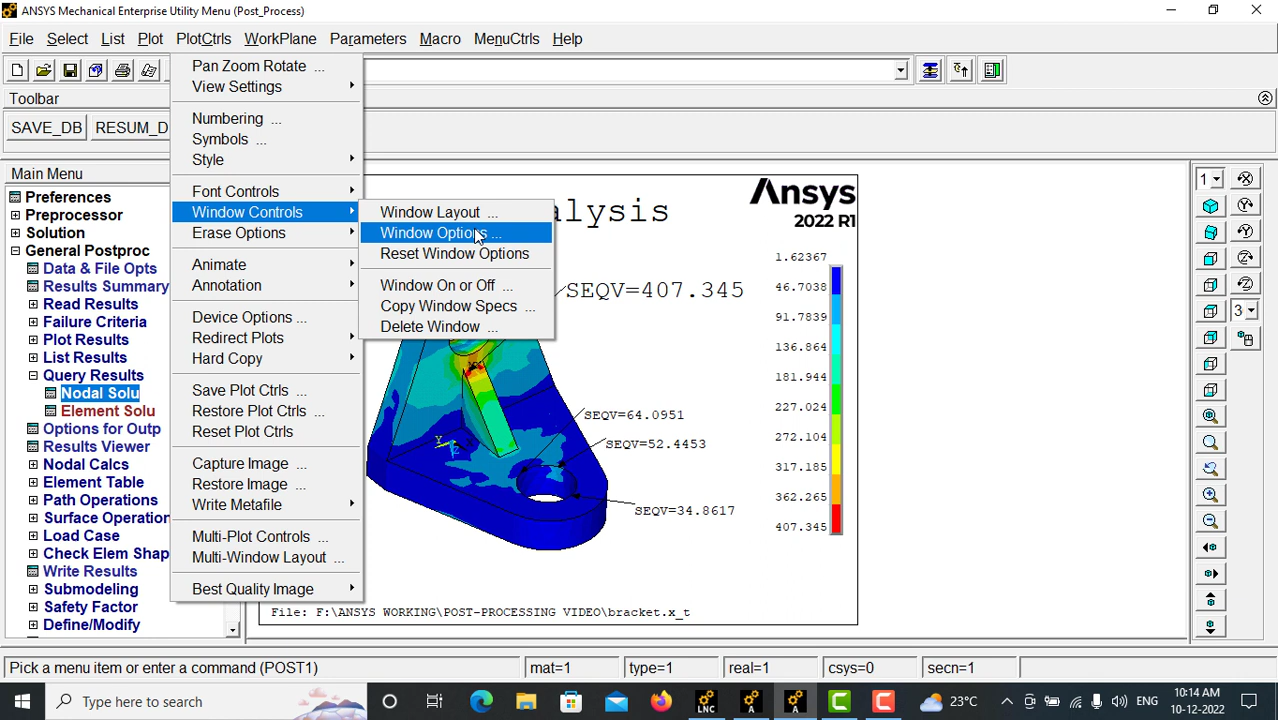 ANSYS Mechanical Enterprise Utility Menu (Post_Process)
File Select List Plot PlotCtrls WorkPlane Parameters Macro MenuCtrls Help
Toolbar
SAVE_DB RESUM_D
Main Menu
Preferences
Preprocessor
Solution
General Postproc
Data & File Opts
Results Summary
Read Results
Failure Criteria
Plot Results
List Results
Query Results
Nodal Solu
Element Solu
Options for Outp
Results Viewer
Nodal Calcs
Element Table
Path Operations
Surface Operation
Load Case
Check Elem Shap
Write Results
Submodeling
Safety Factor
Define/Modify
Pan Zoom Rotate ...
View Settings
Numbering ...
Symbols ...
Style
Font Controls
Window Controls
Erase Options
Animate
Annotation
Device Options ...
Redirect Plots
Hard Copy
Save Plot Ctrls ...
Restore Plot Ctrls ...
Reset Plot Ctrls
Capture Image ...
Restore Image ...
Write Metafile
Multi-Plot Controls ...
Multi-Window Layout ...
Best Quality Image
Window Layout ...
Window Options ...
Reset Window Options
Window On or Off ...
Copy Window Specs ...
Delete Window ...
alysis
Ansys
2022 R1
SEQV=407.345
SEQV=64.0951
SEQV=52.4453
SEQV=34.8617
MX
Y
Z
X
1.62367
46.7038
91.7839
136.864
181.944
227.024
272.104
317.185
362.265
407.345
File: F:\ANSYS WORKING\POST-PROCESSING VIDEO\bracket.x_t
1
3
Pick a menu item or enter a command (POST1)
mat=1
type=1
real=1
csys=0
secn=1
Type here to search
LNC
A
A
23°C
ENG
10:14 AM
10-12-2022